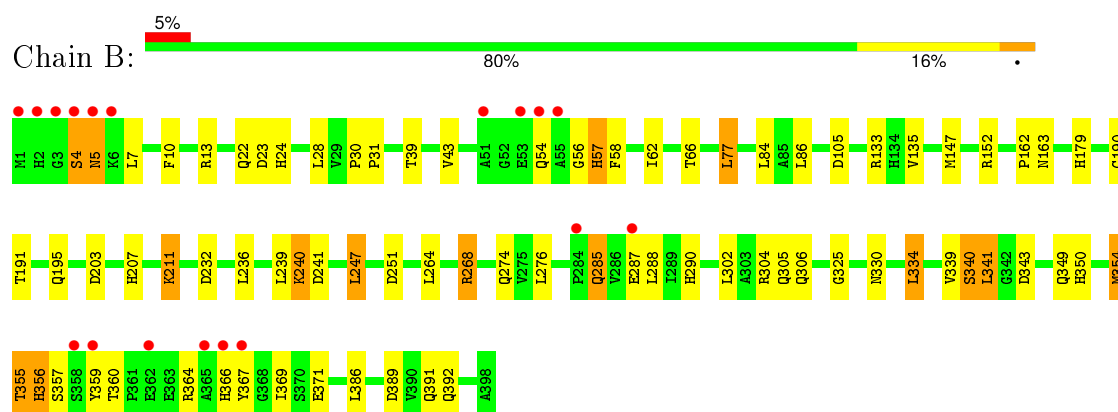 5%
Chain B:
80%
16%
M1 H2 G3 S4 N5 K6 L7 F10 R13 Q22 D23 H24 L28 V29 P30 P31 T39 V43 A51 G52 E53 Q54 A55 G56 H57 F58 I62 T66 L77 L84 A85 L86 D105 R133 H134 V135 M147 R152 P162 N163 H179
T191 Q195 D203 H207 K211 D232 L236 L239 K240 D241 L247 D251 L264 R268 Q274 V275 L276 P284 Q285 V286 E287 L288 I289 H290 L302 A303 R304 Q305 Q306 G325 N330 L334 V339 S340 L341 G342 D343 Q349 H350 M354
T355 H356 S357 S358 Y359 T360 P361 E362 E363 R364 A365 H366 Y367 G368 I369 S370 E371 L386 D389 V390 Q391 Q392 A398